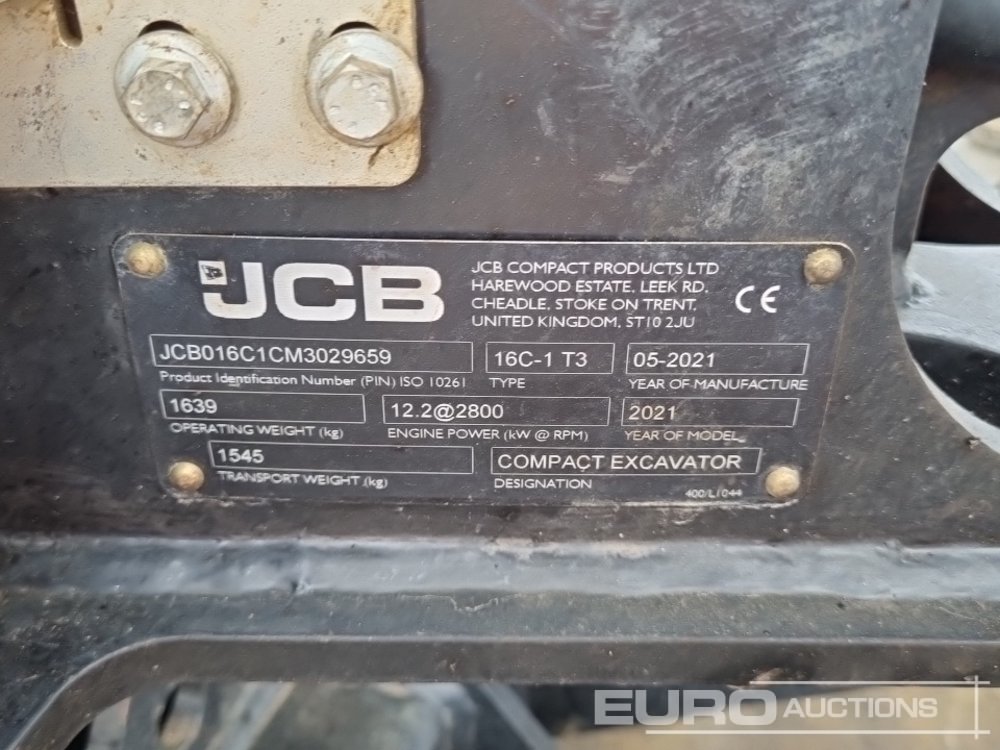 JCB
JCB COMPACT PRODUCTS LTD
HAREWOOD ESTATE, LEEK RD,
CHEADLE, STOKE ON TRENT,
UNITED KINGDOM, ST10 2JU
CE
JCB016C1CM3029659
16C-1 T3
05-2021
Product Identification Number (PIN) ISO 10261
TYPE
YEAR OF MANUFACTURE
1639
12.2@2800
2021
OPERATING WEIGHT (kg)
ENGINE POWER (kW @ RPM)
YEAR OF MODEL
1545
COMPACT EXCAVATOR
TRANSPORT WEIGHT (kg)
DESIGNATION
400/L1044
EURO AUCTIONS